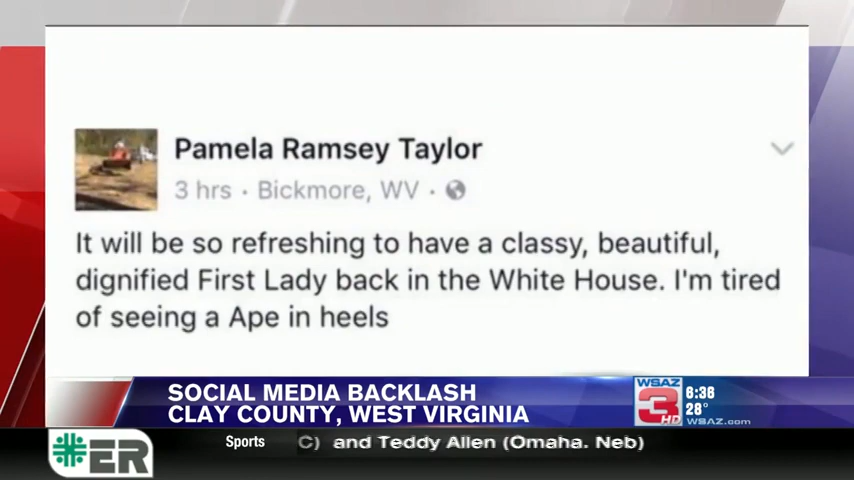 Pamela Ramsey Taylor
3 hrs · Bickmore, WV ·
It will be so refreshing to have a classy, beautiful,
dignified First Lady back in the White House. I'm tired
of seeing a Ape in heels
SOCIAL MEDIA BACKLASH
CLAY COUNTY, WEST VIRGINIA
WSAZ
3
HD
6:36
28°
WSAZ.com
ER
Sports
C) and Teddy Allen (Omaha. Neb)